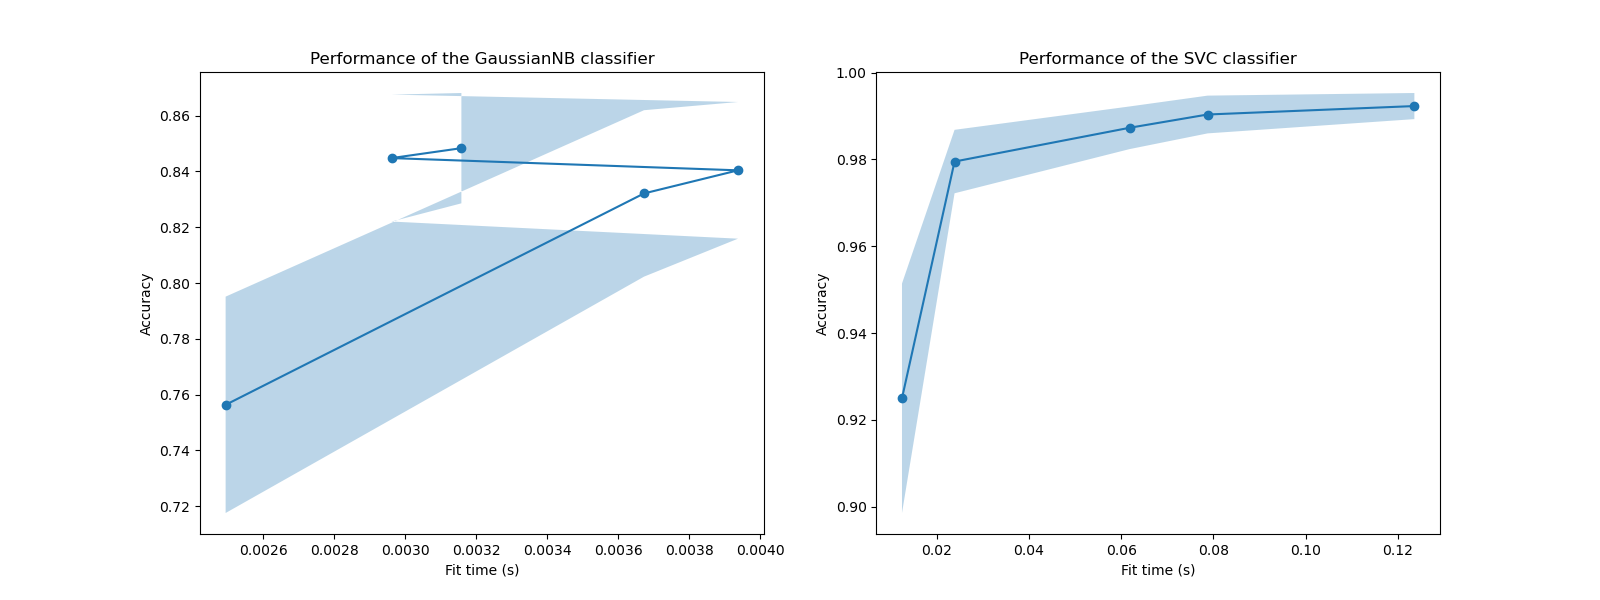 Performance of the GaussianNB classifier
Accuracy
0.86
0.84
0.82
0.80
0.78
0.76
0.74
0.72
0.0026 0.0028 0.0030 0.0032 0.0034 0.0036 0.0038 0.0040
Fit time (s)
Performance of the SVC classifier
Accuracy
1.00
0.98
0.96
0.94
0.92
0.90
0.02 0.04 0.06 0.08 0.10 0.12
Fit time (s)